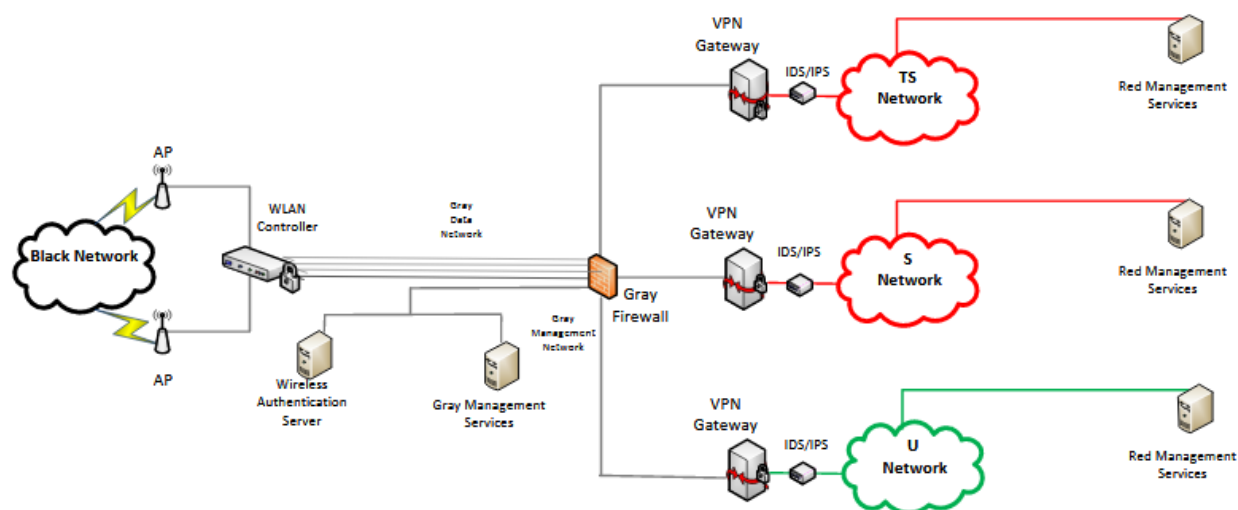 VPN
Gateway
IDS/IPS
TS
Network
Red Management
Services
AP
WLAN
Controller
Gray
Data
Network
Black Network
VPN
Gateway
IDS/IPS
S
Network
Red Management
Services
Gray
Firewall
Gray
Management
Network
AP
Wireless
Authentication
Server
Gray Management
Services
VPN
Gateway
IDS/IPS
U
Network
Red Management
Services